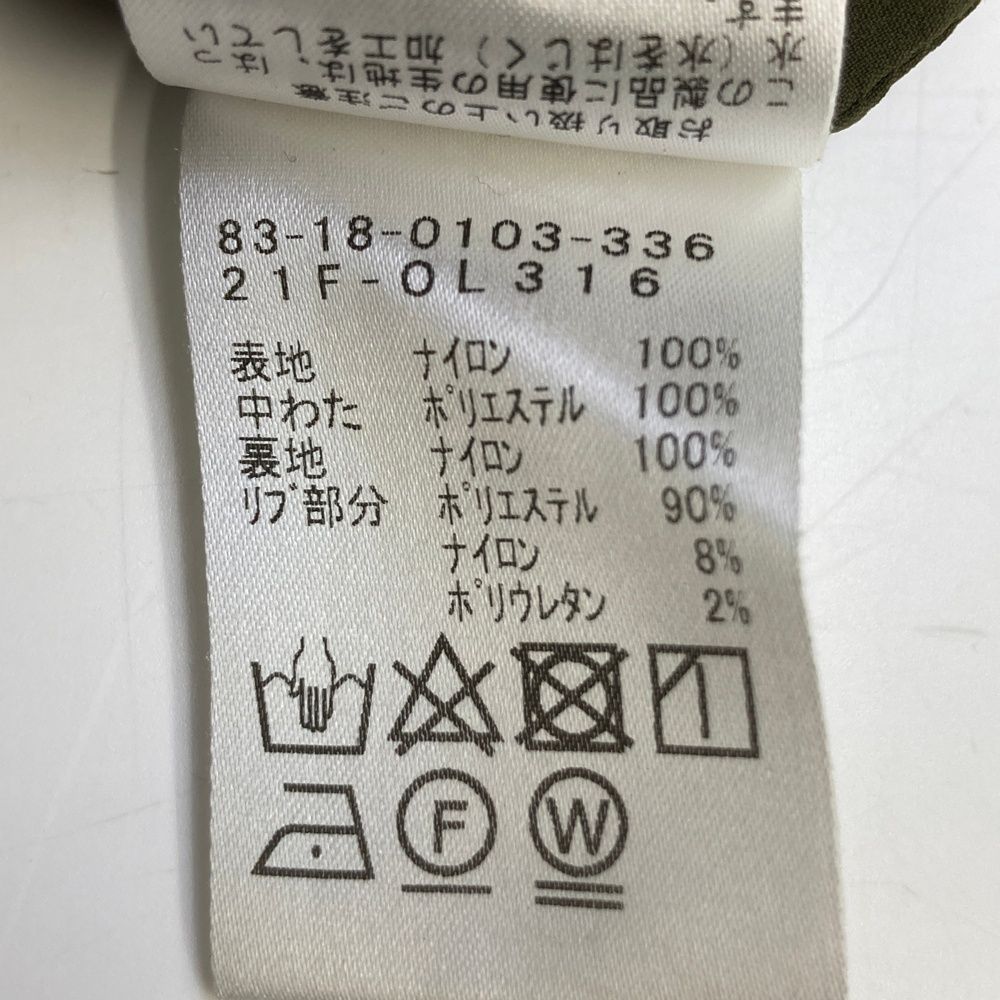 お取り扱い上のご注意
この製品に使用の生地は、はっ
水（水をはじく）加工をしてい
ます
83-18-0103-336
21F-OL316
表地 ナイロン 100%
中わた ポリエステル 100%
裏地 ナイロン 100%
リブ部分 ポリエステル 90%
ナイロン 8%
ポリウレタン 2%
F W